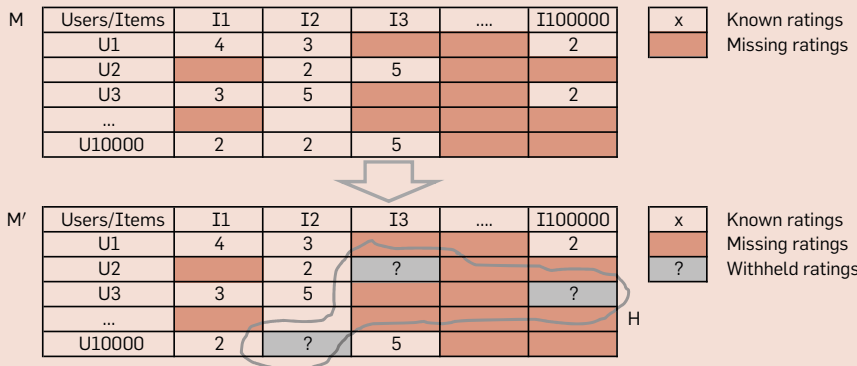 M Users/Items I1 I2 I3 .... I100000 x Known ratings
U1 4 3 2 Missing ratings
U2 2 5
U3 3 5 2
...
U10000 2 2 5
M′ Users/Items I1 I2 I3 .... I100000 x Known ratings
U1 4 3 2 Missing ratings
U2 2 ? ? Withheld ratings
U3 3 5 ?
... H
U10000 2 ? 5